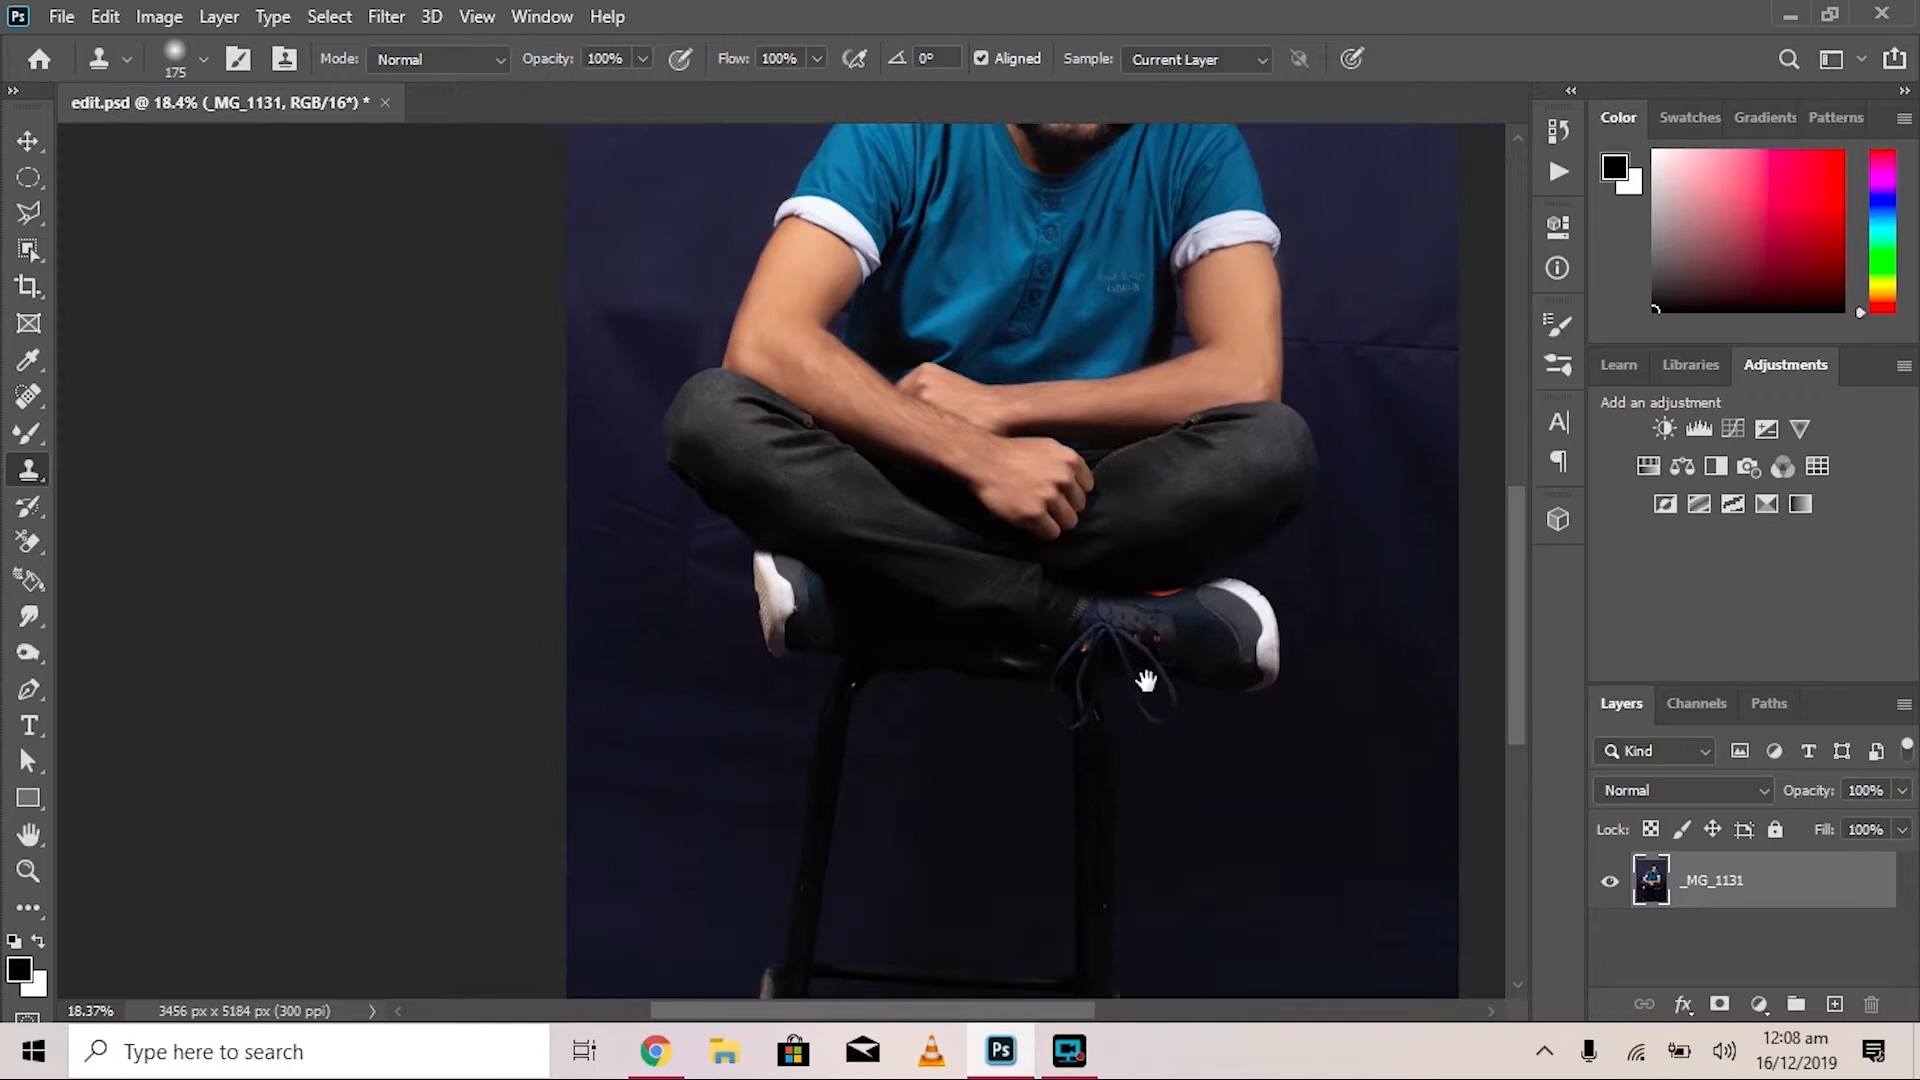 Ps File Edit Image Layer Type Select Filter 3D View Window Help
175 Mode: Normal Opacity: 100% Flow: 100% 0° Aligned Sample: Current Layer
edit.psd @ 18.4% (_MG_1131, RGB/16*) * ×
Color Swatches Gradients Patterns
Learn Libraries Adjustments
Add an adjustment
Layers Channels Paths
Kind
Normal Opacity: 100%
Lock: Fill: 100%
_MG_1131
fx
18.37% 3456 px x 5184 px (300 ppi)
Type here to search
Ps
12:08 am
16/12/2019